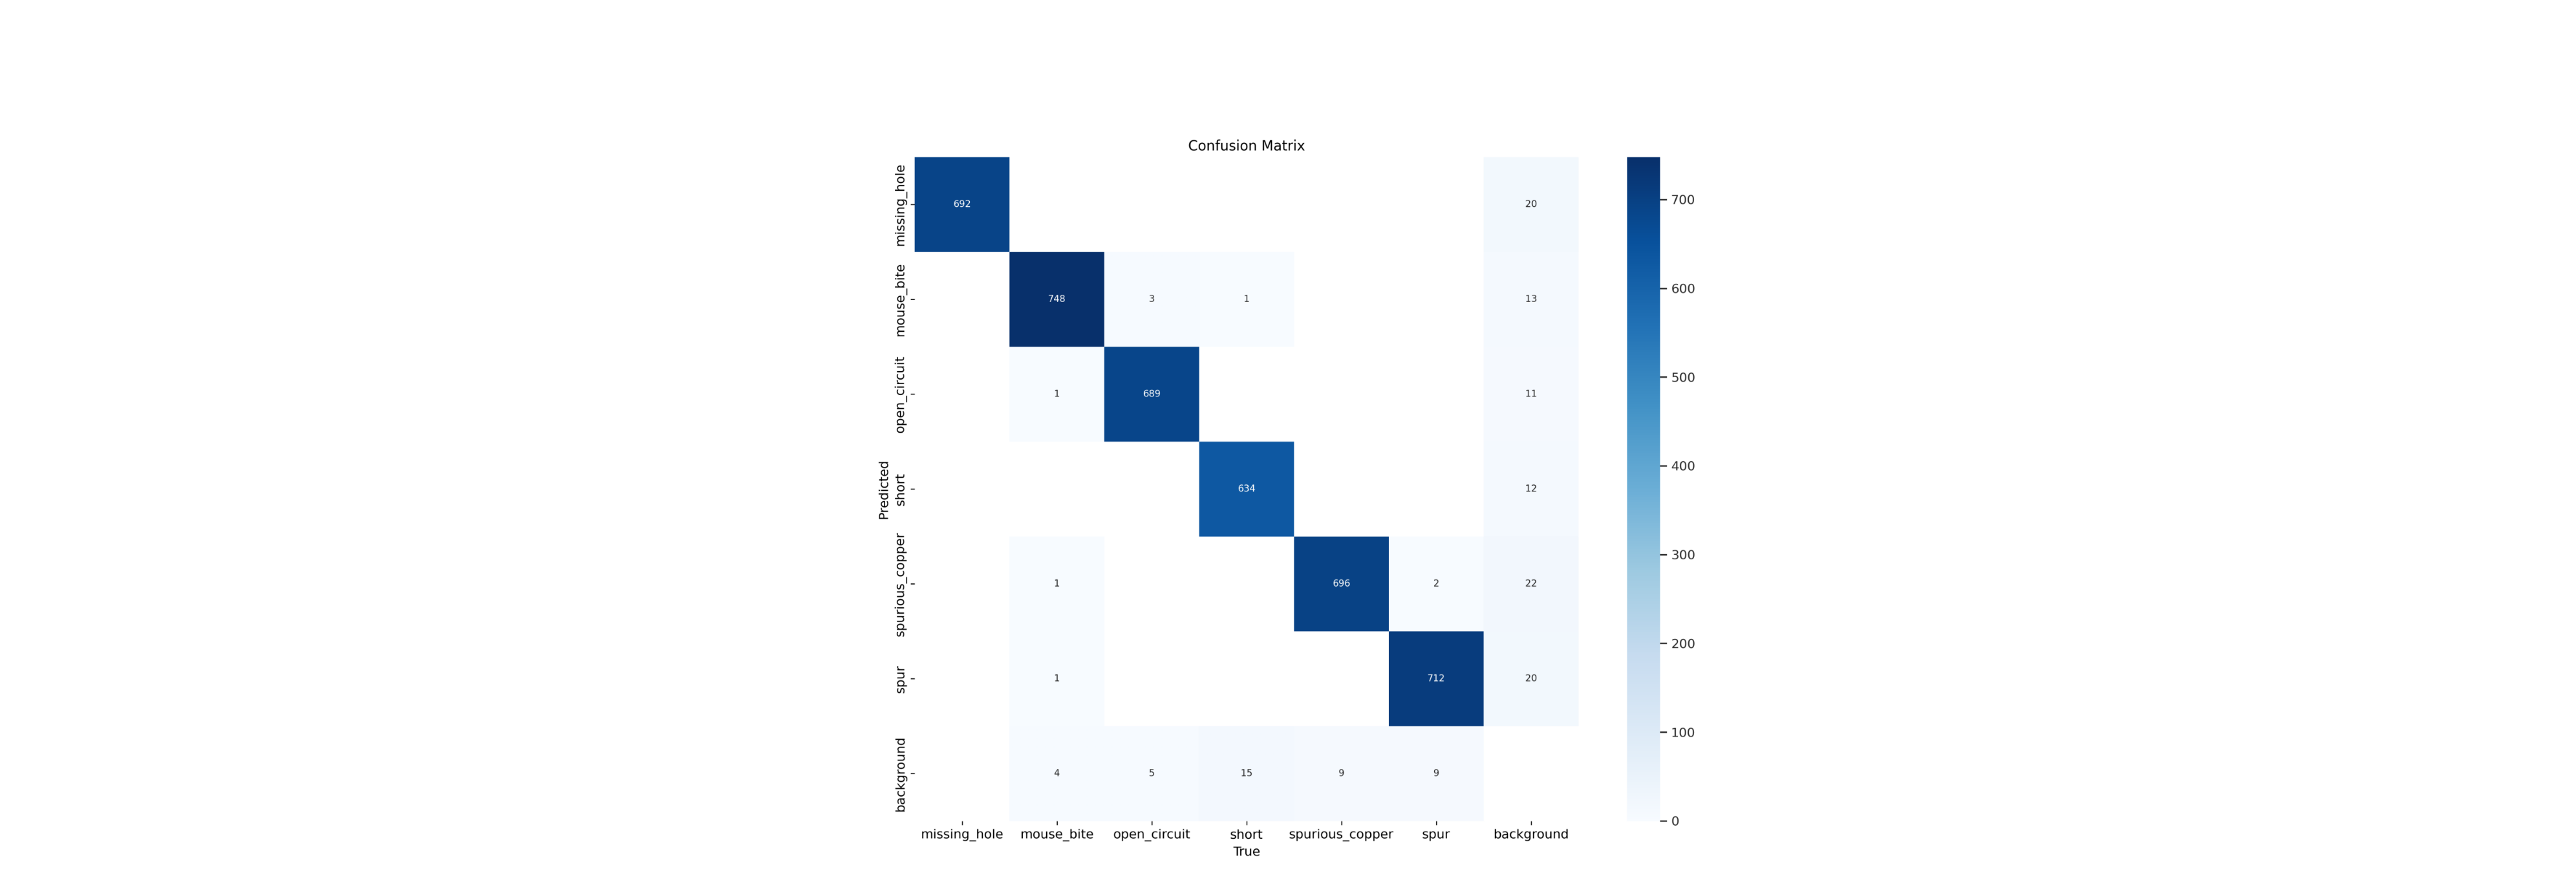 Confusion Matrix
Predicted
missing_hole
692
20
mouse_bite
748 3 1 13
open_circuit
1 689 11
short
634 12
spurious_copper
1 696 2 22
spur
1 712 20
background
4 5 15 9 9
missing_hole mouse_bite open_circuit short spurious_copper spur background
True
700
600
500
400
300
200
100
0